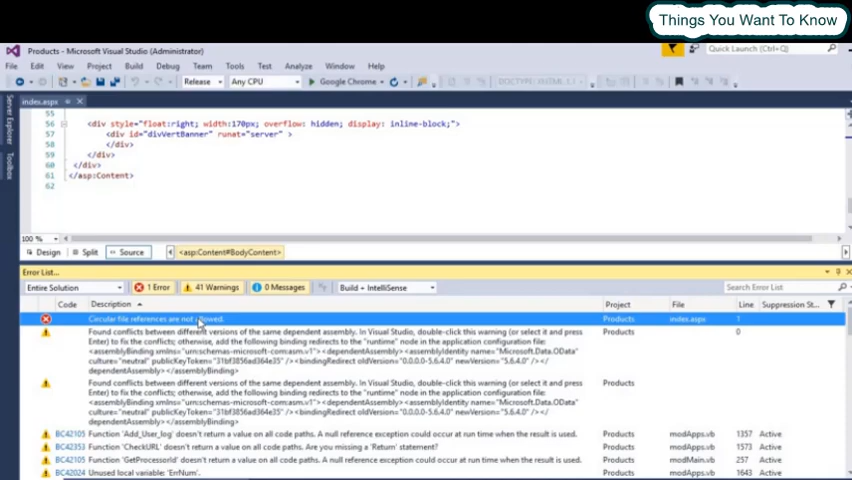 Things You Want To Know
Products - Microsoft Visual Studio (Administrator)
Quick Launch (Ctrl+Q)
File Edit View Project Build Debug Team Tools Test Analyze Window Help
Release Any CPU Google Chrome DOCTYPE: XHTML 1.1
Server Explorer
Toolbox
index.aspx
55
56 <div style="float:right; width:170px; overflow: hidden; display: inline-block;">
57 <div id="divVertBanner" runat="server" >
58 </div>
59 </div>
60 </div>
61 </asp:Content>
62
100 %
Design Split Source <asp:Content#BodyContent>
Error List...
Entire Solution 1 Error 41 Warnings 0 Messages Build + IntelliSense Search Error List
Code Description Project File Line Suppression St...
Circular file references are not allowed. Products index.aspx 1
Found conflicts between different versions of the same dependent assembly. In Visual Studio, double-click this warning (or select it and press Products 0
Enter) to fix the conflicts; otherwise, add the following binding redirects to the "runtime" node in the application configuration file:
<assemblyBinding xmlns="urn:schemas-microsoft-com:asm.v1"><dependentAssembly><assemblyIdentity name="Microsoft.Data.OData"
culture="neutral" publicKeyToken="31bf3856ad364e35" /><bindingRedirect oldVersion="0.0.0.0-5.6.4.0" newVersion="5.6.4.0" /></
dependentAssembly></assemblyBinding>
Found conflicts between different versions of the same dependent assembly. In Visual Studio, double-click this warning (or select it and press Products
Enter) to fix the conflicts; otherwise, add the following binding redirects to the "runtime" node in the application configuration file:
<assemblyBinding xmlns="urn:schemas-microsoft-com:asm.v1"><dependentAssembly><assemblyIdentity name="Microsoft.Data.OData"
culture="neutral" publicKeyToken="31bf3856ad364e35" /><bindingRedirect oldVersion="0.0.0.0-5.6.4.0" newVersion="5.6.4.0" /></
dependentAssembly></assemblyBinding>
BC42105 Function 'Add_User_log' doesn't return a value on all code paths. A null reference exception could occur at run time when the result is used. Products modApps.vb 1357 Active
BC42353 Function 'CheckURL' doesn't return a value on all code paths. Are you missing a 'Return' statement? Products modApps.vb 1573 Active
BC42105 Function 'GetProcessorId' doesn't return a value on all code paths. A null reference exception could occur at run time when the result is used. Products modMain.vb 257 Active
BC42024 Unused local variable: 'ErrNum'. Products modApps.vb 1643 Active